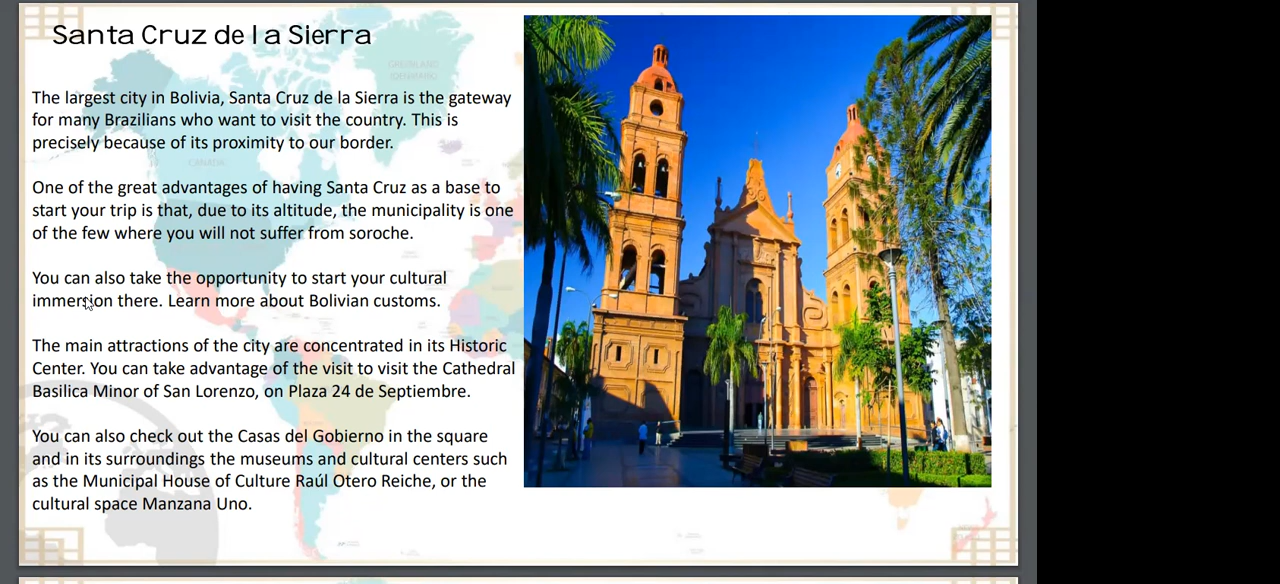 Santa Cruz de la Sierra
The largest city in Bolivia, Santa Cruz de la Sierra is the gateway
for many Brazilians who want to visit the country. This is
precisely because of its proximity to our border.
One of the great advantages of having Santa Cruz as a base to
start your trip is that, due to its altitude, the municipality is one
of the few where you will not suffer from soroche.
You can also take the opportunity to start your cultural
immersion there. Learn more about Bolivian customs.
The main attractions of the city are concentrated in its Historic
Center. You can take advantage of the visit to visit the Cathedral
Basilica Minor of San Lorenzo, on Plaza 24 de Septiembre.
You can also check out the Casas del Gobierno in the square
and in its surroundings the museums and cultural centers such
as the Municipal House of Culture Raúl Otero Reiche, or the
cultural space Manzana Uno.
GREENLAND
(DENMARK)
CANADA